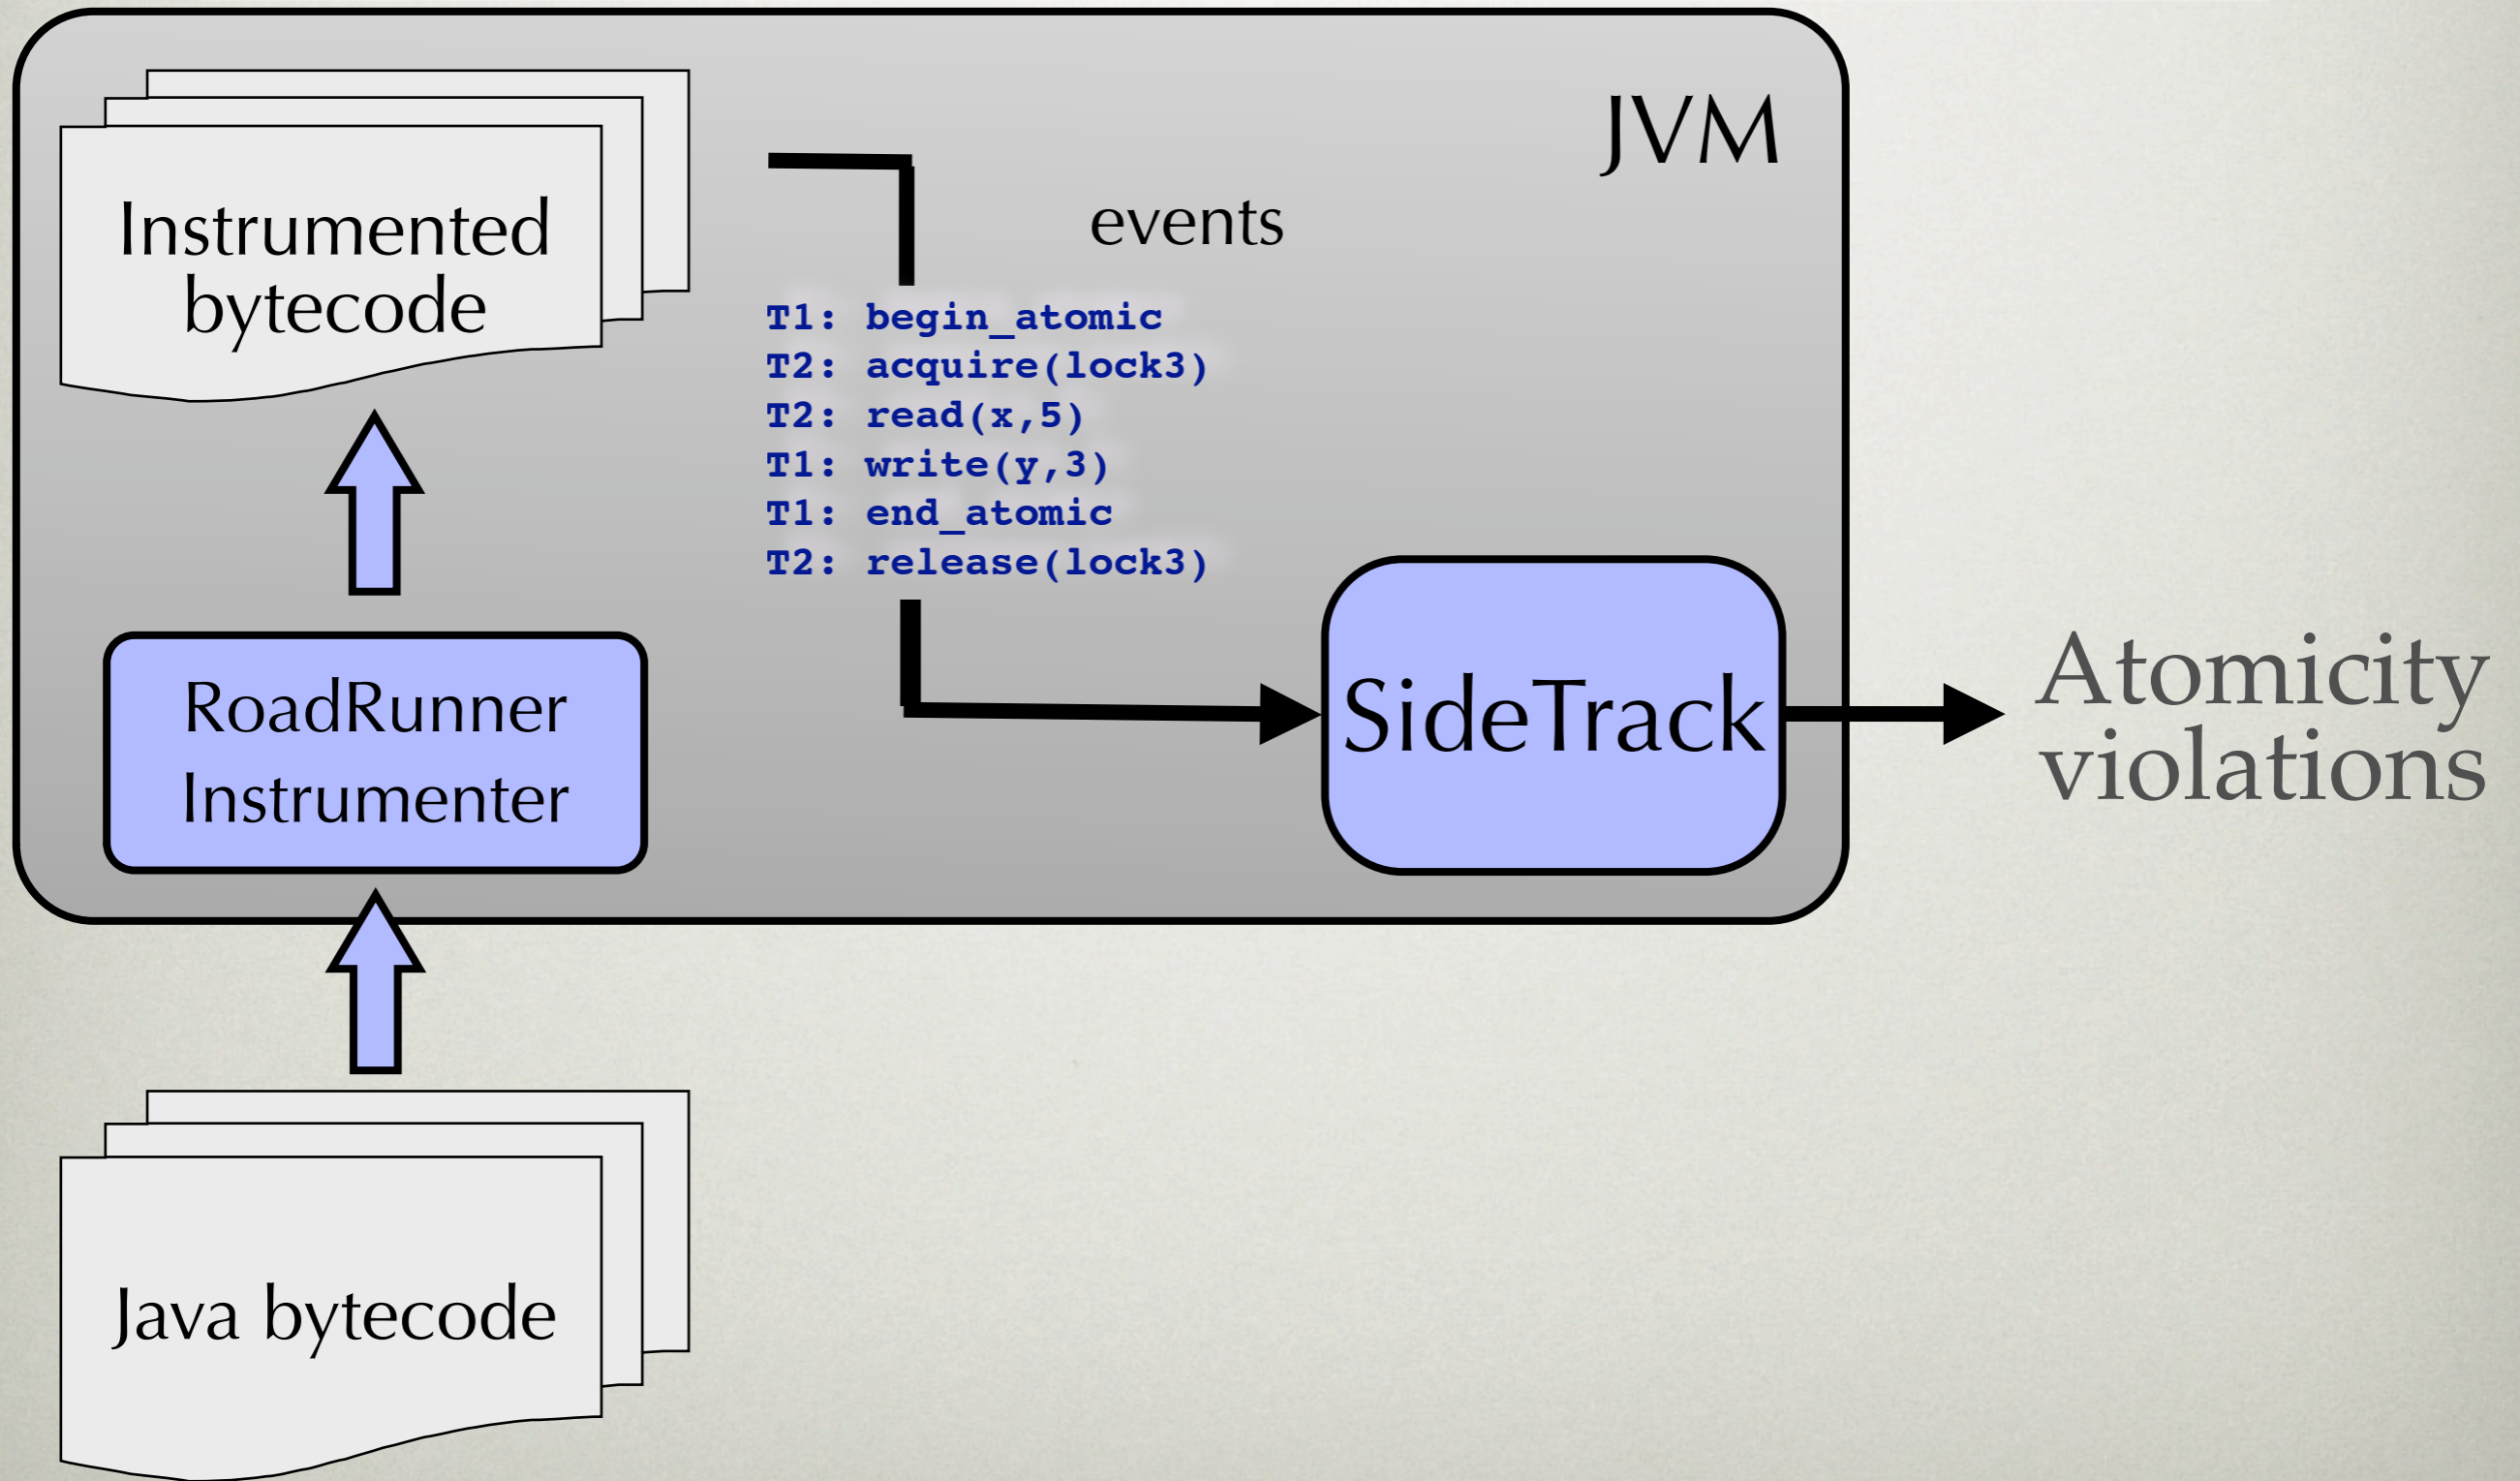 JVM
Instrumented
bytecode
events
T1: begin_atomic
T2: acquire(lock3)
T2: read(x,5)
T1: write(y,3)
T1: end_atomic
T2: release(lock3)
RoadRunner
Instrumenter
SideTrack
Atomicity
violations
Java bytecode